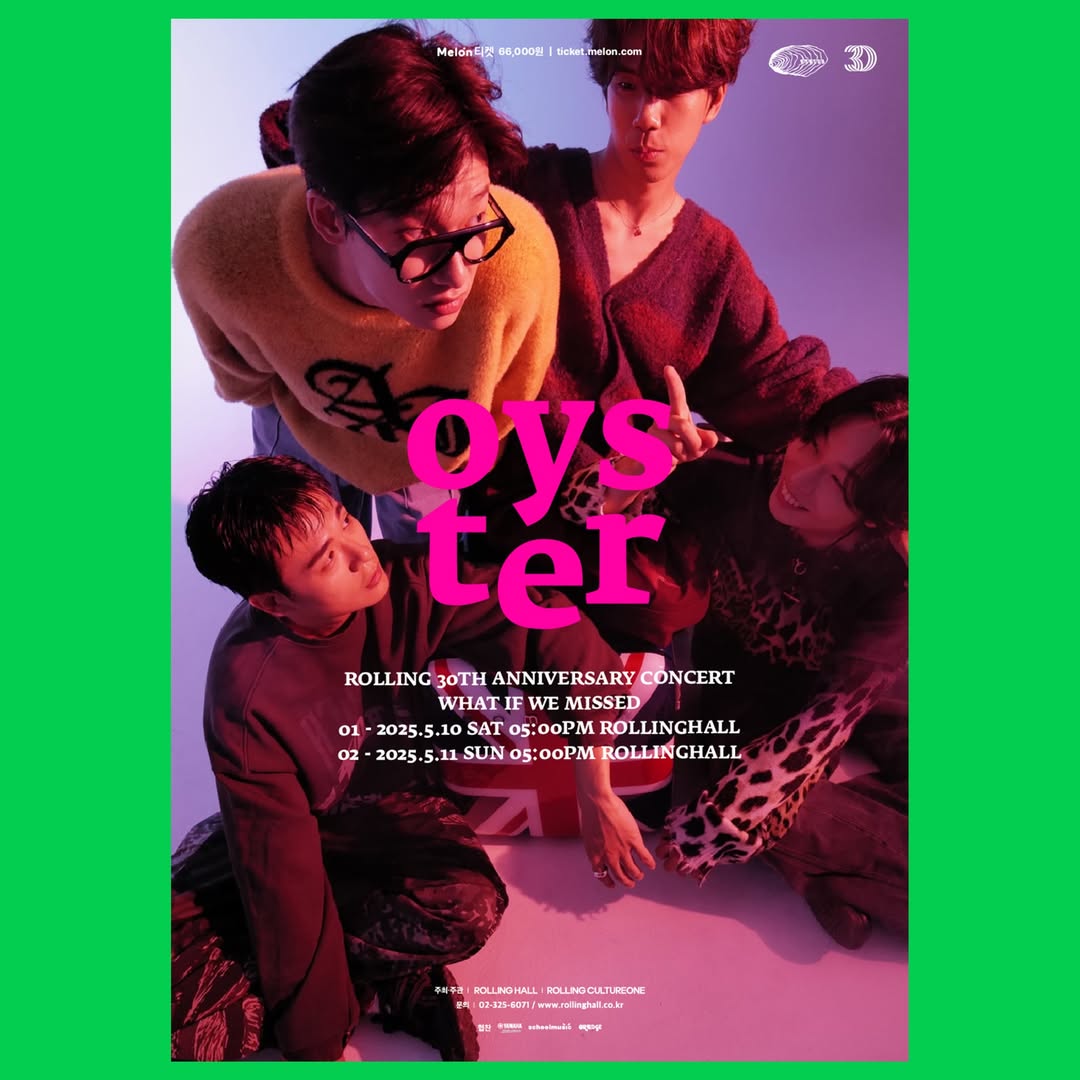 Melon티켓 66,000원 | ticket.melon.com
OYSTER
30
oys
ter
ROLLING 30TH ANNIVERSARY CONCERT
WHAT IF WE MISSED
01 - 2025.5.10 SAT 05:00PM ROLLINGHALL
02 - 2025.5.11 SUN 05:00PM ROLLINGHALL
주최·주관 | ROLLING HALL | ROLLING CULTUREONE
문의 | 02-325-6071 / www.rollinghall.co.kr
협찬 YAMAHA schoolmusic